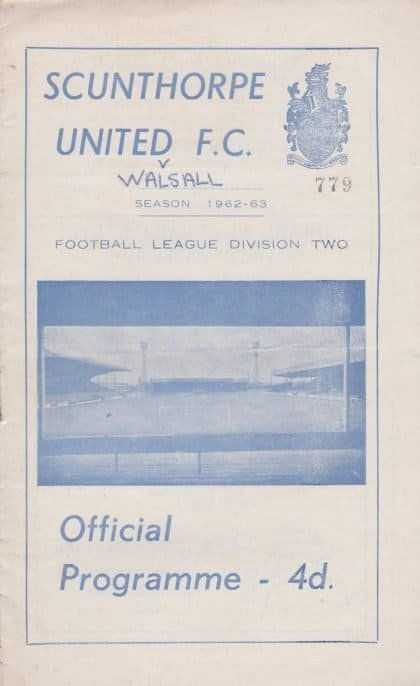 SCUNTHORPE
UNITED F.C.
v
WALSALL
779
SEASON 1962-63
FOOTBALL LEAGUE DIVISION TWO
Official
Programme - 4d.